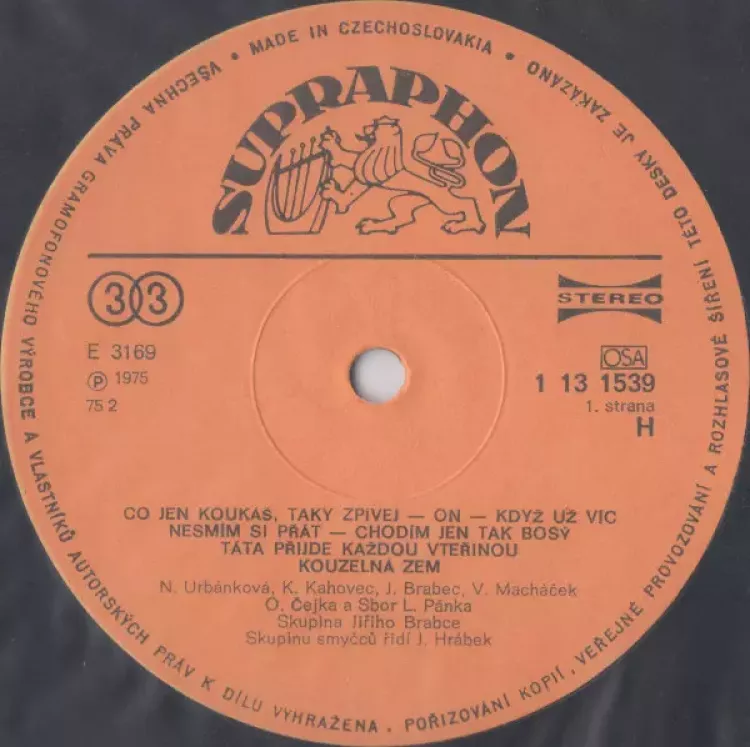 MADE IN CZECHOSLOVAKIA • VŠECHNA PRÁVA GRAMOFONOVÉHO VÝROBCE A VLASTNÍKŮ AUTORSKÝCH PRÁV K DÍLU VYHRAŽENA. POŘIZOVÁNÍ KOPIÍ, VEŘEJNÉ PROVOZOVÁNÍ A ROZHLASOVÉ ŠÍŘENÍ TÉTO DESKY JE ZAKÁZÁNO •
SUPRAPHON
33
STEREO
E 3169
℗ 1975
75 2
OSA
1 13 1539
1. strana
H
CO JEN KOUKÁŠ, TAKY ZPÍVEJ — ON — KDYŽ UŽ VÍC
NESMÍM SI PŘÁT — CHODÍM JEN TAK BOSÝ
TÁTA PŘIJDE KAŽDOU VTEŘINOU
KOUZELNÁ ZEM
N. Urbánková, K. Kahovec, J. Brabec, V. Macháček
O. Čejka a Sbor L. Pánka
Skupina Jiřího Brabce
Skupinu smyčců řídí J. Hrábek